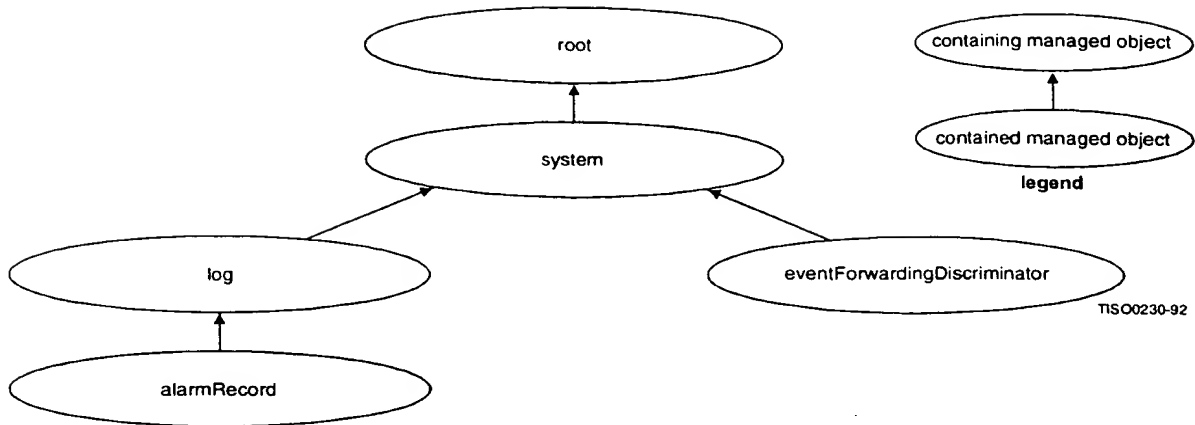 root
containing managed object
system
contained managed object
legend
log
eventForwardingDiscriminator
TISO0230-92
alarmRecord